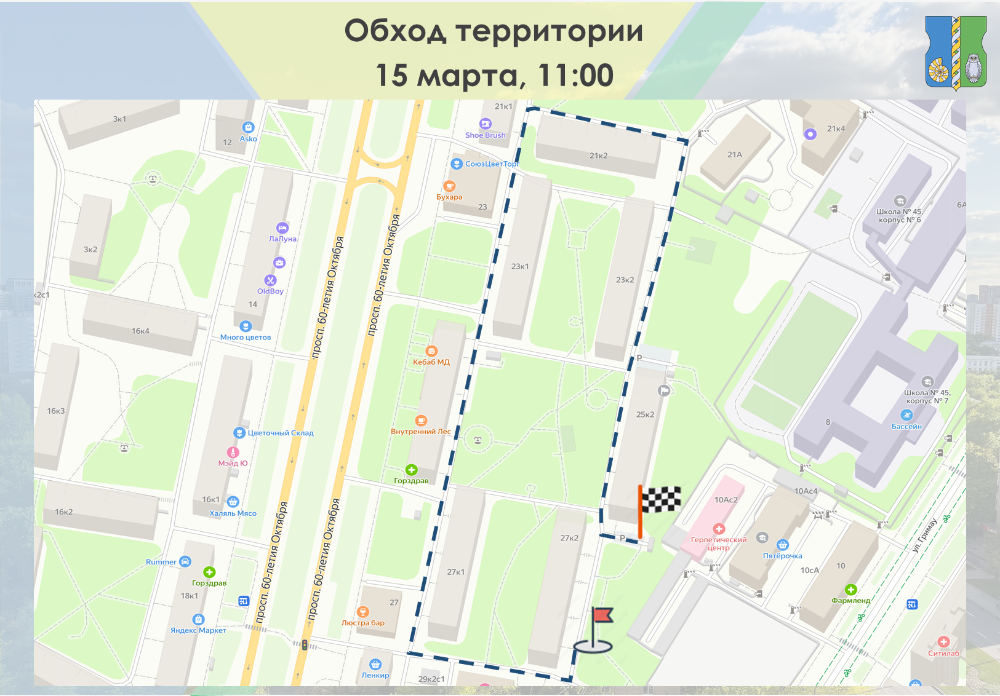 Обход территории
15 марта, 11:00
3к1
12
Asko
21к1
Shoe Brush
21к2
21А
21к4
СоюзЦветТорг
Бухара
23
Школа № 45,
корпус № 6
6А
3к2
ЛаЛуна
OldBoy
14
Много цветов
просп. 60-летия Октября
просп. 60-летия Октября
23к1
23к2
к2с1
16к4
Кебаб МД
P
25к2
Школа № 45,
корпус № 7
8
Бассейн
16к3
Цветочный Склад
Мэйд Ю
Внутренний Лес
Горздрав
16к2
16к1
Халяль Мясо
просп. 60-летия Октября
просп. 60-летия Октября
27к2
P
10Ас2
10Ас4
Герпетический
центр
Пятёрочка
ул. Гримау
Rummer
Горздрав
18к1
Яндекс Маркет
27
Люстра бар
27к1
10сА
10
Фармленд
Ситилаб
Ленкир
29к2с1